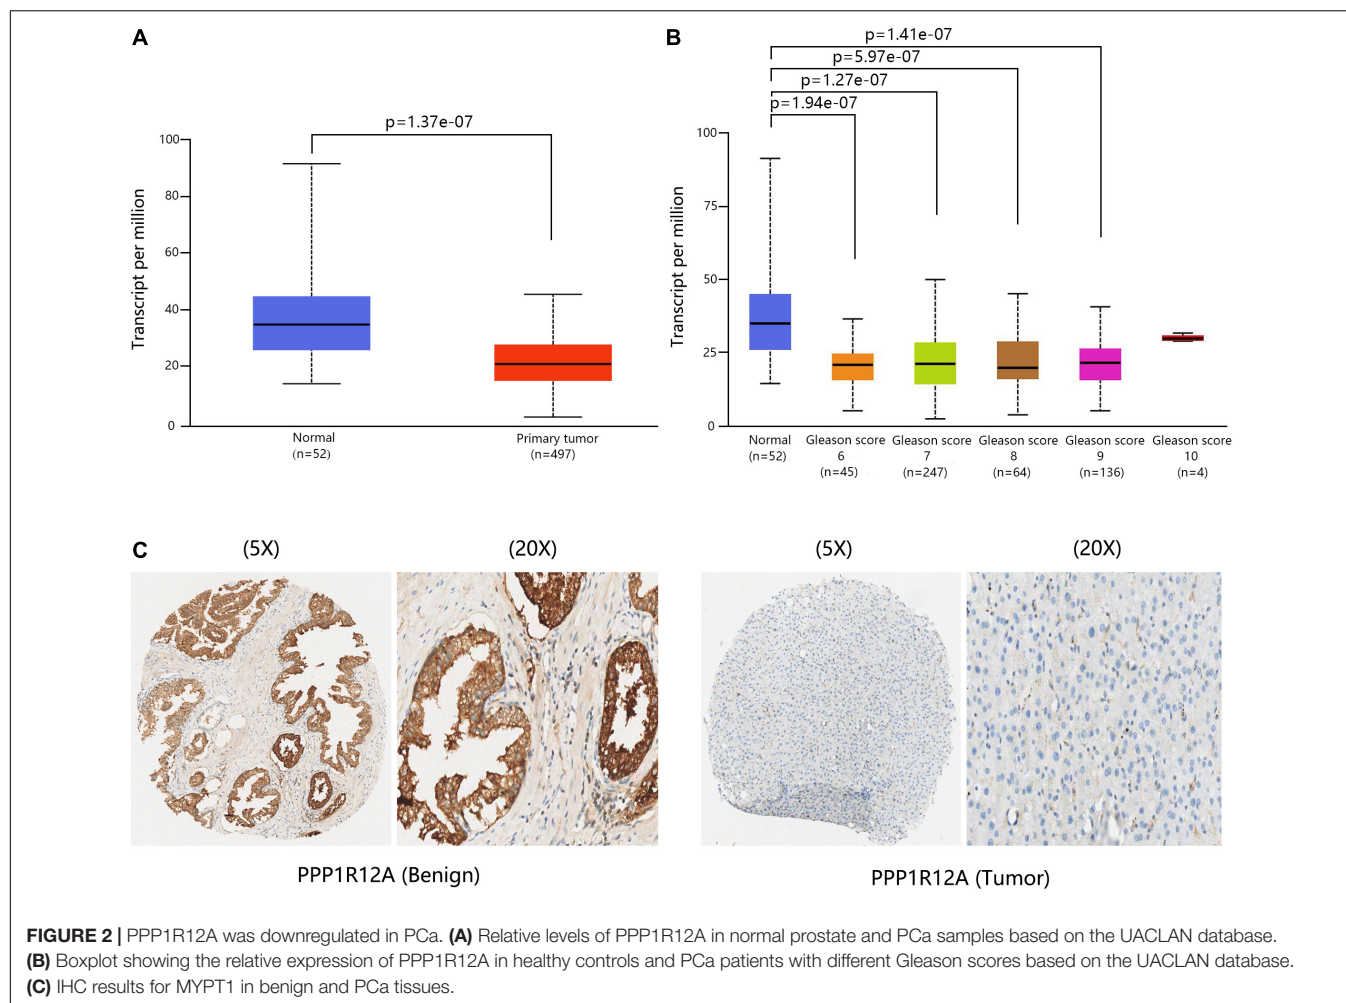 A
p=1.37e-07
Transcript per million
100
80
60
40
20
0
Normal
(n=52)
Primary tumor
(n=497)
B
p=1.41e-07
p=5.97e-07
p=1.27e-07
p=1.94e-07
Transcript per million
100
75
50
25
0
Normal
(n=52)
Gleason score
6
(n=45)
Gleason score
7
(n=247)
Gleason score
8
(n=64)
Gleason score
9
(n=136)
Gleason score
10
(n=4)
C
(5X)
(20X)
(5X)
(20X)
PPP1R12A (Benign)
PPP1R12A (Tumor)
FIGURE 2 | PPP1R12A was downregulated in PCa. (A) Relative levels of PPP1R12A in normal prostate and PCa samples based on the UACLAN database.
(B) Boxplot showing the relative expression of PPP1R12A in healthy controls and PCa patients with different Gleason scores based on the UACLAN database.
(C) IHC results for MYPT1 in benign and PCa tissues.